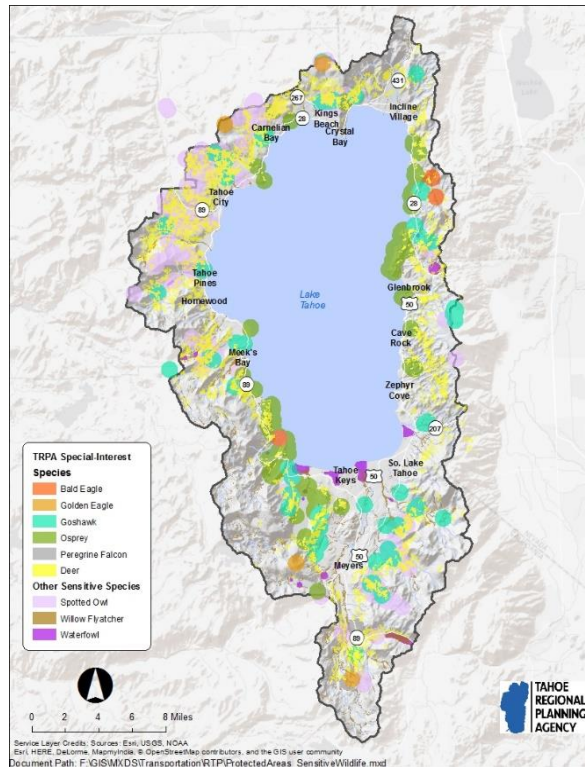 431
267
Kings
Beach
Incline
Village
28
Carnelian
Bay
Crystal
Bay
Tahoe
City
89
28
Tahoe
Pines
Lake
Tahoe
Glenbrook
Homewood
50
Cave
Rock
Meek's
Bay
89
Zephyr
Cove
207
So. Lake
Tahoe
Tahoe
Keys
50
50
Meyers
89
TRPA Special-Interest
Species
Bald Eagle
Golden Eagle
Goshawk
Osprey
Peregrine Falcon
Deer
Other Sensitive Species
Spotted Owl
Willow Flyatcher
Waterfowl
0 2 4 8 Miles
TAHOE
REGIONAL
PLANNING
AGENCY
Service Layer Credits: Sources: Esri, USGS, NOAA
Esri, HERE, DeLorme, MapmyIndia, © OpenStreetMap contributors, and the GIS user community
Document Path: F:\GIS\MXDS\Transportation\RTP\ProtectedAreas_SensitiveWildlife.mxd